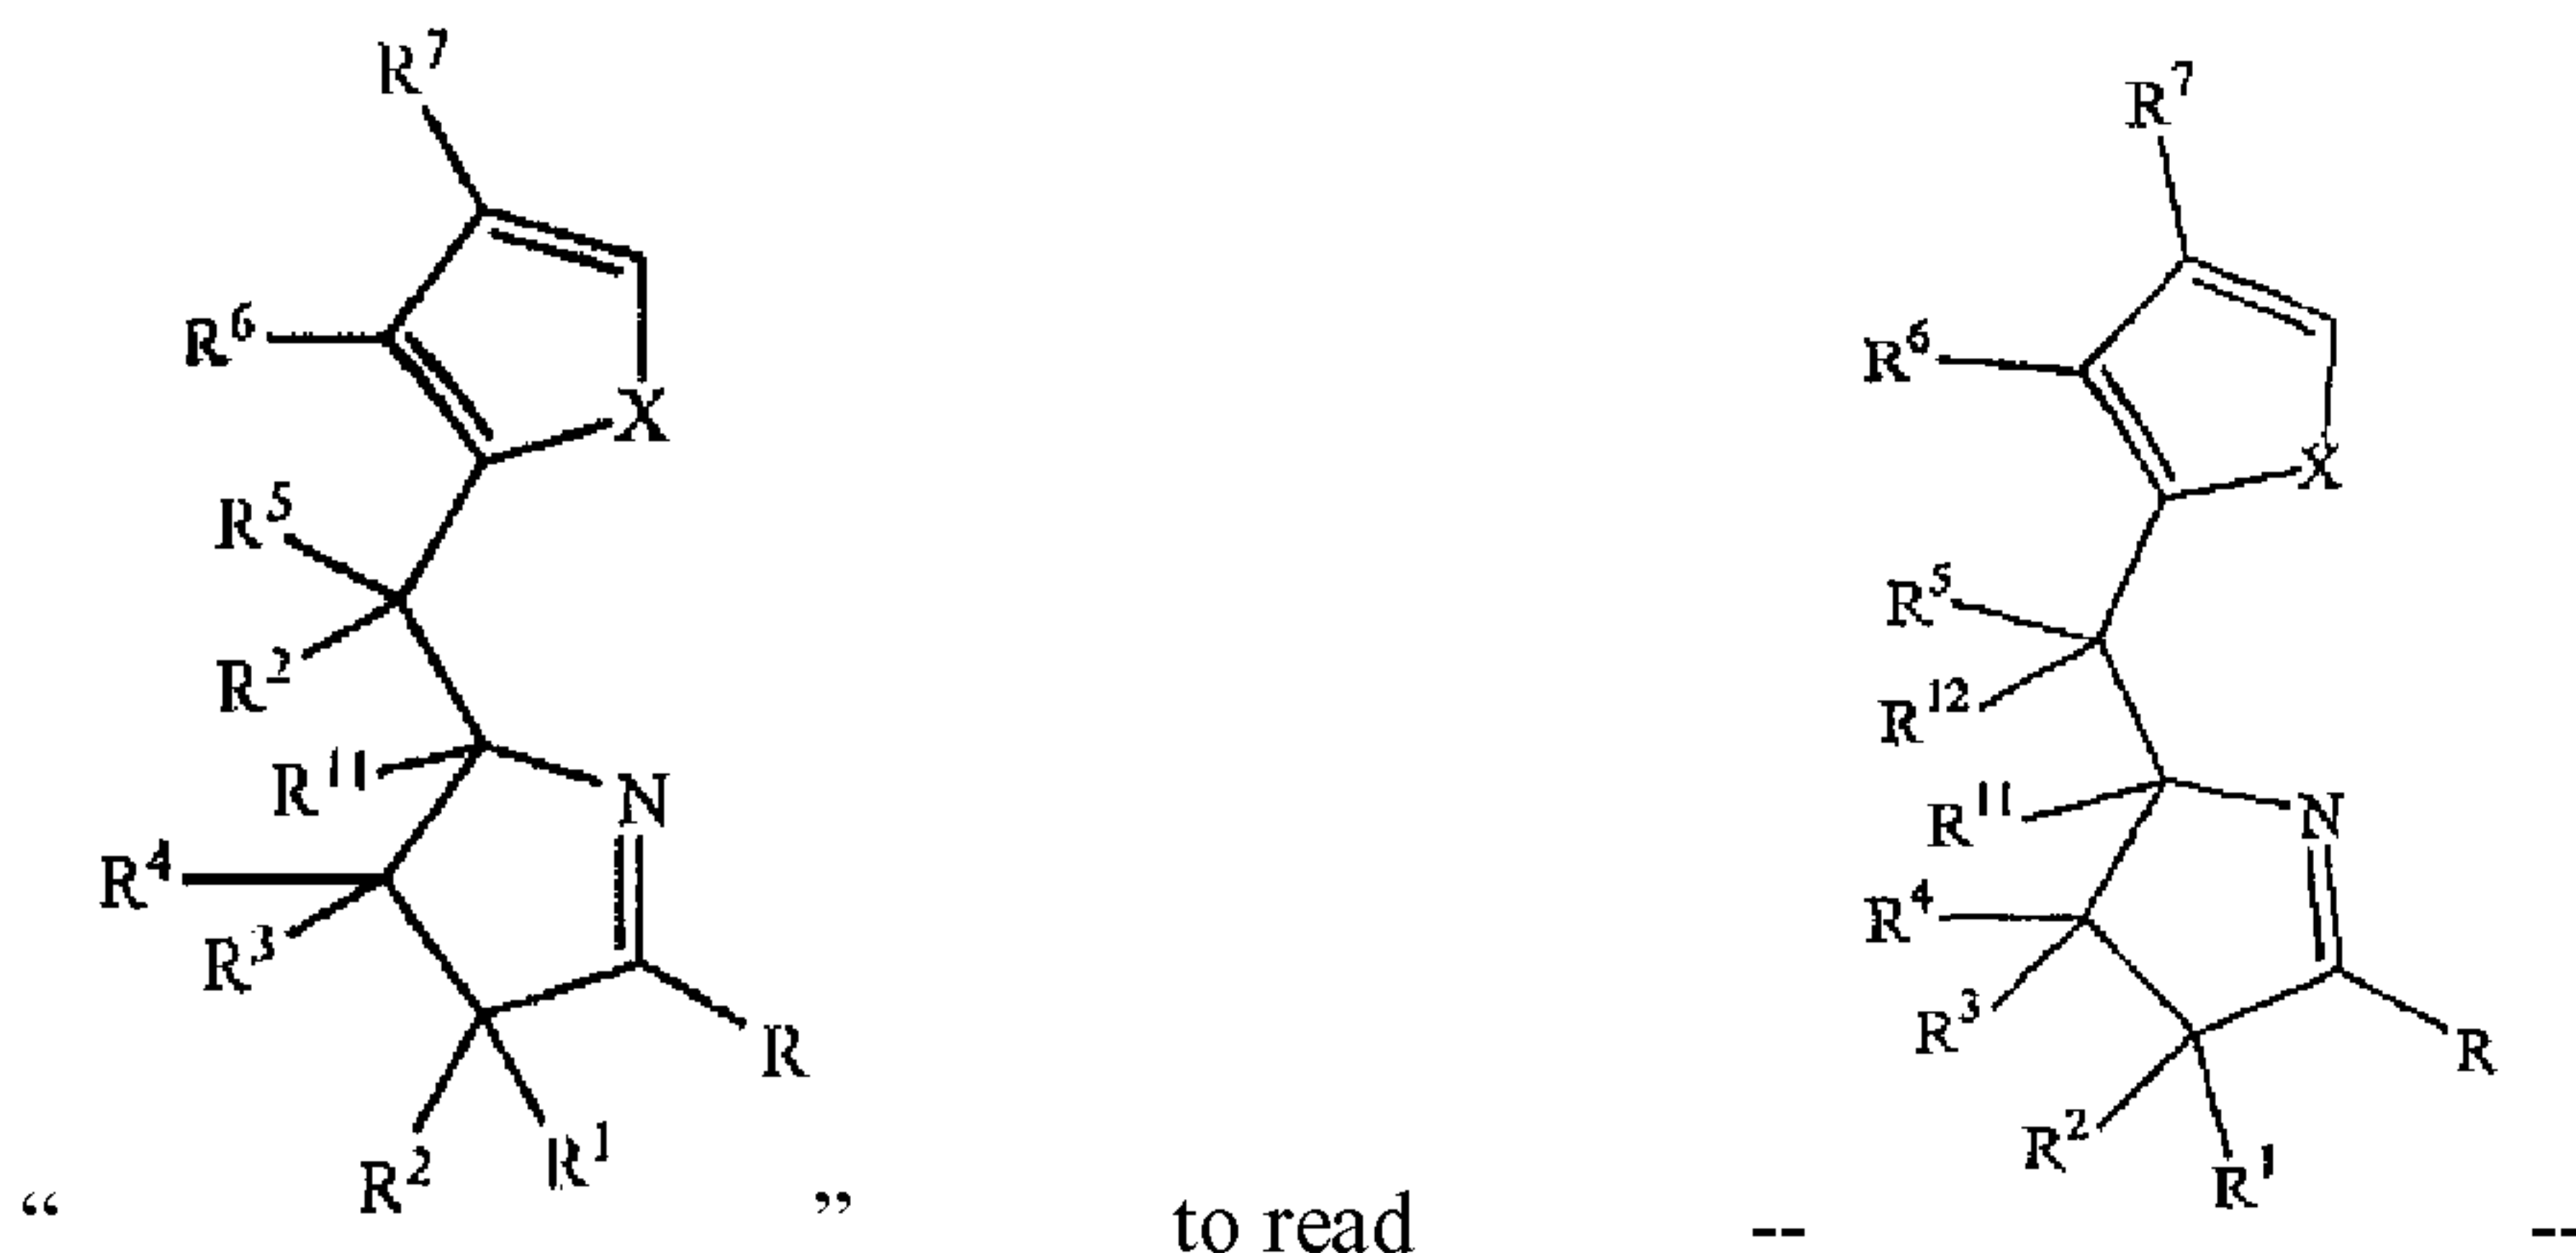 R⁷
R⁷
R⁶
R⁶
X
X
R⁵
R⁵
R²
R¹²
R¹¹
N
R¹¹
N
R⁴
R⁴
R³
R³
R
R
R²
R¹
R²
R¹
“ ” to read -- --